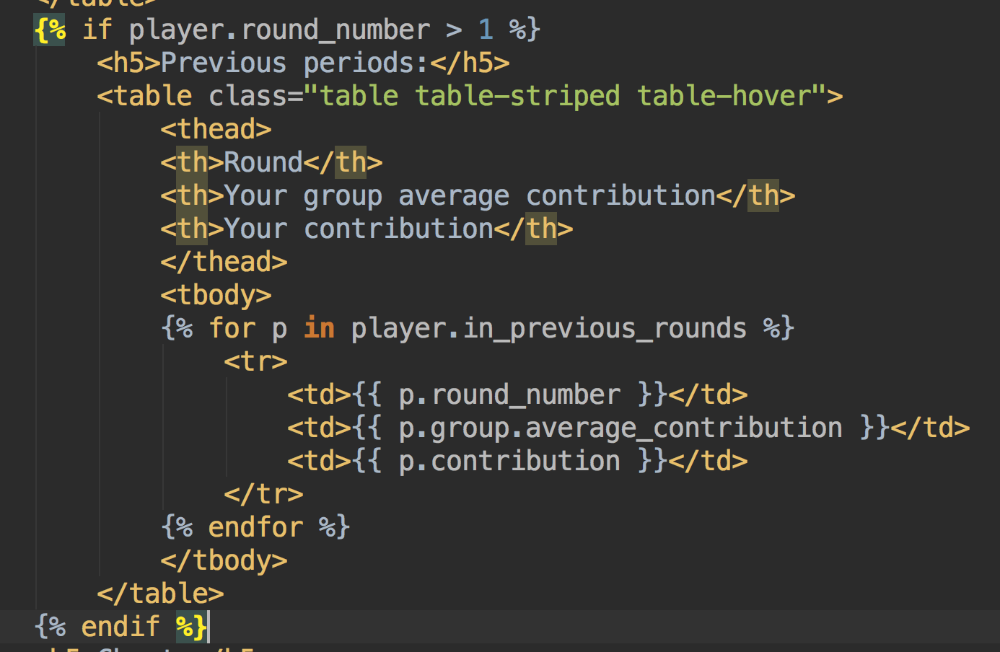 </table>
{% if player.round_number > 1 %}
<h5>Previous periods:</h5>
<table class="table table-striped table-hover">
<thead>
<th>Round</th>
<th>Your group average contribution</th>
<th>Your contribution</th>
</thead>
<tbody>
{% for p in player.in_previous_rounds %}
<tr>
<td>{{ p.round_number }}</td>
<td>{{ p.group.average_contribution }}</td>
<td>{{ p.contribution }}</td>
</tr>
{% endfor %}
</tbody>
</table>
{% endif %}